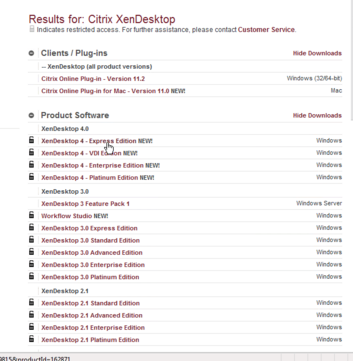 Results for: Citrix XenDesktop
Indicates restricted access. For further assistance, please contact Customer Service.
Clients / Plug-ins Hide Downloads
-- XenDesktop (all product versions)
Citrix Online Plug-in - Version 11.2 Windows (32/64-bit)
Citrix Online Plug-in for Mac - Version 11.0 NEW! Mac
Product Software Hide Downloads
XenDesktop 4.0
XenDesktop 4 - Express Edition NEW! Windows
XenDesktop 4 - VDI Edition NEW! Windows
XenDesktop 4 - Enterprise Edition NEW! Windows
XenDesktop 4 - Platinum Edition NEW! Windows
XenDesktop 3.0
XenDesktop 3 Feature Pack 1 Windows Server
Workflow Studio NEW! Windows
XenDesktop 3.0 Express Edition Windows
XenDesktop 3.0 Standard Edition Windows
XenDesktop 3.0 Advanced Edition Windows
XenDesktop 3.0 Enterprise Edition Windows
XenDesktop 3.0 Platinum Edition Windows
XenDesktop 2.1
XenDesktop 2.1 Standard Edition Windows
XenDesktop 2.1 Advanced Edition Windows
XenDesktop 2.1 Enterprise Edition Windows
XenDesktop 2.1 Platinum Edition Windows
9815&productId=162871